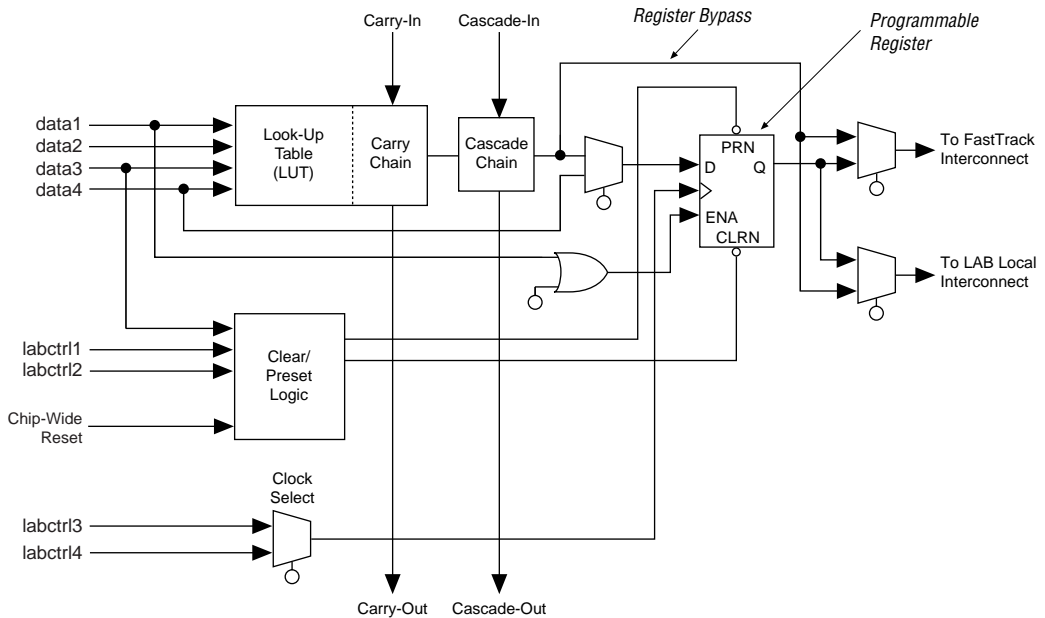 Carry-In
Cascade-In
Register Bypass
Programmable
Register
data1
data2
data3
data4
Look-Up
Table
(LUT)
Carry
Chain
Cascade
Chain
PRN
D
Q
ENA
CLRN
To FastTrack
Interconnect
To LAB Local
Interconnect
labctrl1
labctrl2
Chip-Wide
Reset
Clear/
Preset
Logic
Clock
Select
labctrl3
labctrl4
Carry-Out
Cascade-Out